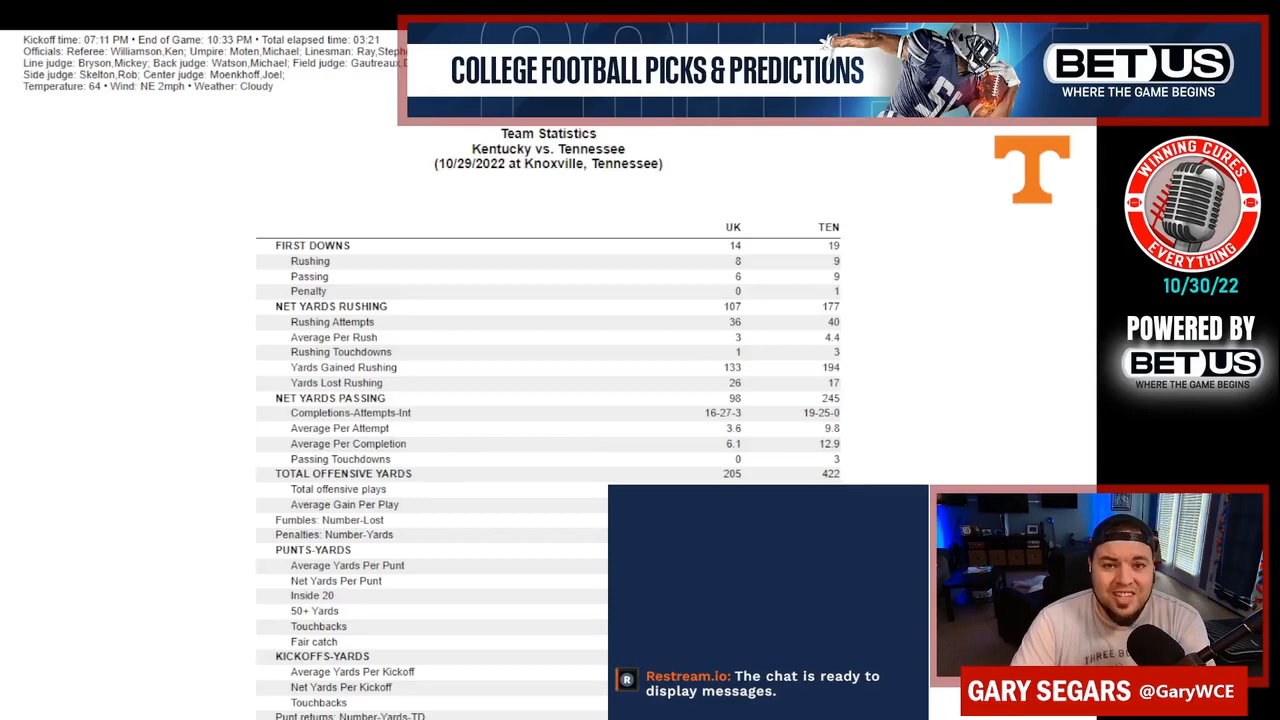 Kickoff time: 07:11 PM • End of Game: 10:33 PM • Total elapsed time: 03:21
Officials: Referee: Williamson,Ken; Umpire: Moten,Michael; Linesman: Ray,Steph
Line judge: Bryson,Mickey; Back judge: Watson,Michael; Field judge: Gautreaux,D
Side judge: Skelton,Rob; Center judge: Moenkhoff,Joel;
Temperature: 64 • Wind: NE 2mph • Weather: Cloudy
COLLEGE FOOTBALL PICKS & PREDICTIONS
BETUS
WHERE THE GAME BEGINS
Team Statistics
Kentucky vs. Tennessee
(10/29/2022 at Knoxville, Tennessee)
T
WINNING CURES
EVERYTHING
10/30/22
POWERED BY
BETUS
WHERE THE GAME BEGINS
UK TEN
FIRST DOWNS 14 19
Rushing 8 9
Passing 6 9
Penalty 0 1
NET YARDS RUSHING 107 177
Rushing Attempts 36 40
Average Per Rush 3 4.4
Rushing Touchdowns 1 3
Yards Gained Rushing 133 194
Yards Lost Rushing 26 17
NET YARDS PASSING 98 245
Completions-Attempts-Int 16-27-3 19-25-0
Average Per Attempt 3.6 9.8
Average Per Completion 6.1 12.9
Passing Touchdowns 0 3
TOTAL OFFENSIVE YARDS 205 422
Total offensive plays
Average Gain Per Play
Fumbles: Number-Lost
Penalties: Number-Yards
PUNTS-YARDS
Average Yards Per Punt
Net Yards Per Punt
Inside 20
50+ Yards
Touchbacks
Fair catch
KICKOFFS-YARDS
Average Yards Per Kickoff
Net Yards Per Kickoff
Touchbacks
Punt returns: Number-Yards-TD
Restream.io: The chat is ready to
display messages.
THREE BO
GARY SEGARS @GaryWCE